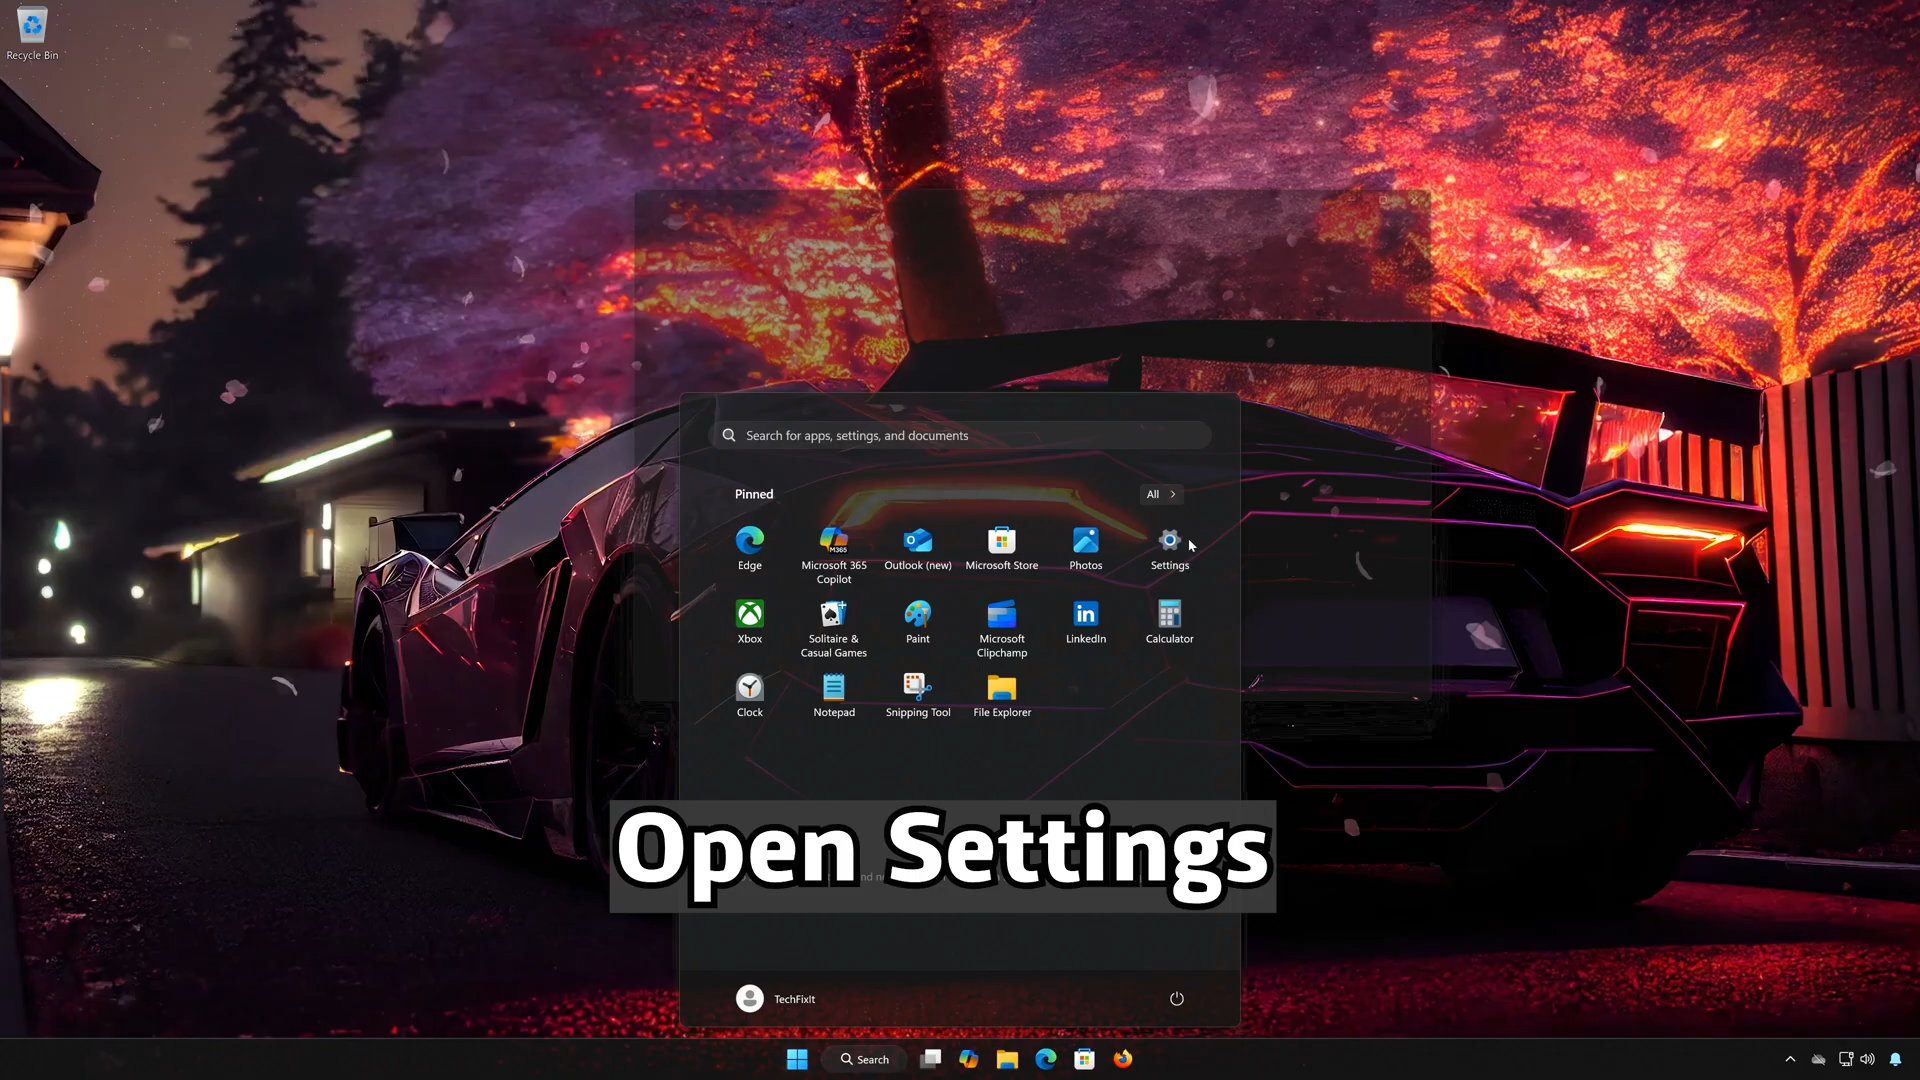 Recycle Bin
Search for apps, settings, and documents
Pinned
All
Edge
Microsoft 365
Copilot
M365
Outlook (new)
Microsoft Store
Photos
Settings
Xbox
Solitaire &
Casual Games
Paint
Microsoft
Clipchamp
in
LinkedIn
Calculator
Clock
Notepad
Snipping Tool
File Explorer
Open Settings
TechFixIt
Search